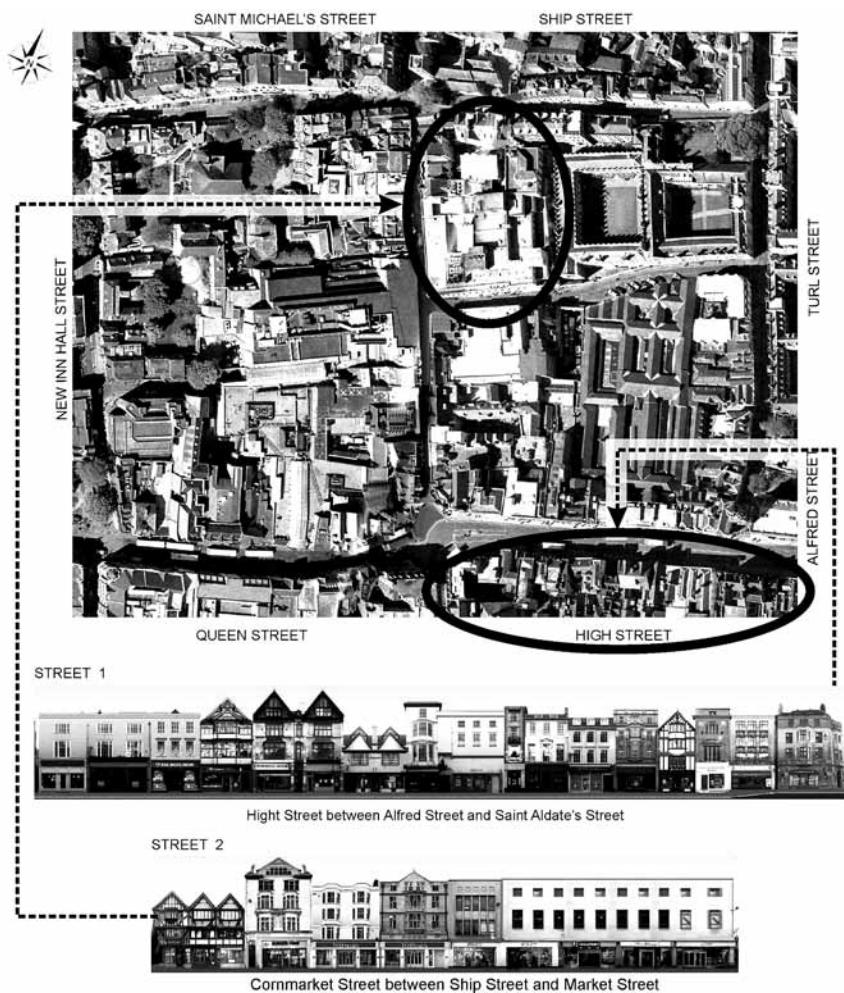 SAINT MICHAEL'S STREET
SHIP STREET
N
NEW INN HALL STREET
TURL STREET
ALFRED STREET
QUEEN STREET
HIGH STREET
STREET 1
Hight Street between Alfred Street and Saint Aldate's Street
STREET 2
Cornmarket Street between Ship Street and Market Street